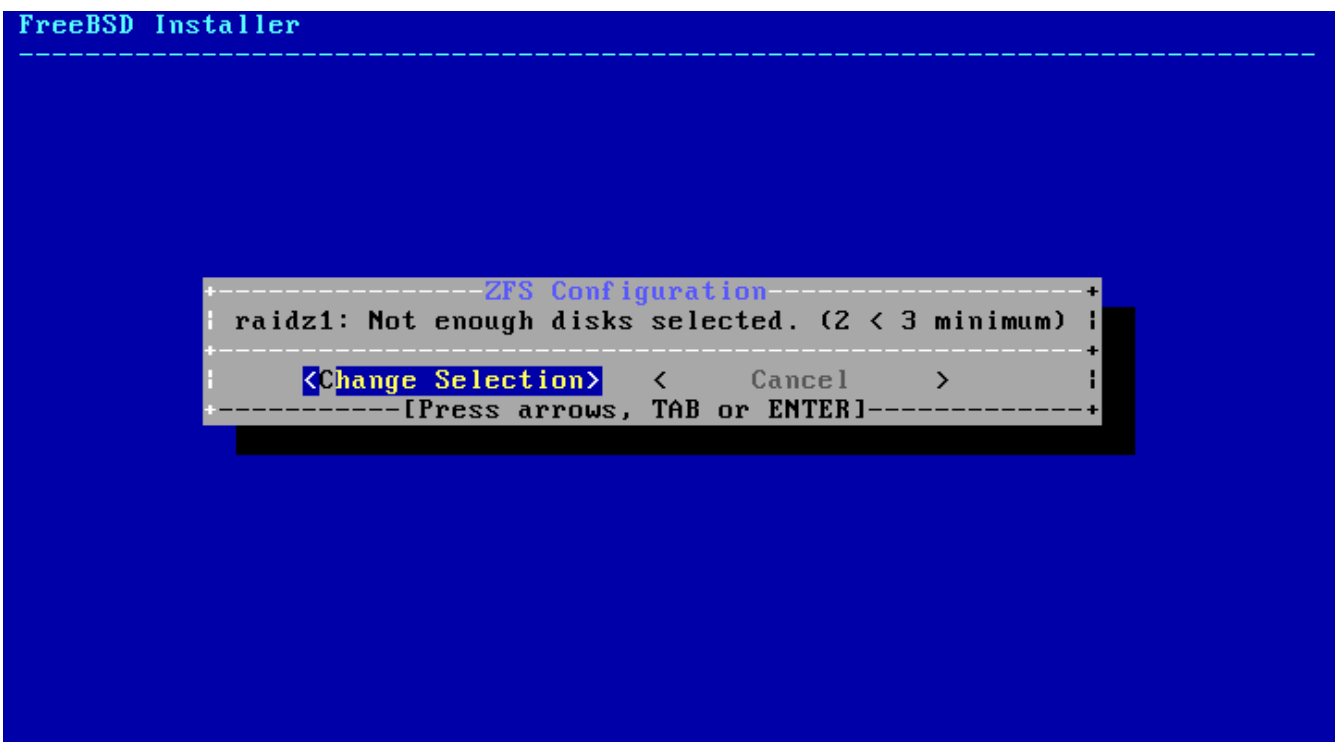 FreeBSD Installer
ZFS Configuration
raidz1: Not enough disks selected. (2 < 3 minimum)
<Change Selection> < Cancel >
[Press arrows, TAB or ENTER]